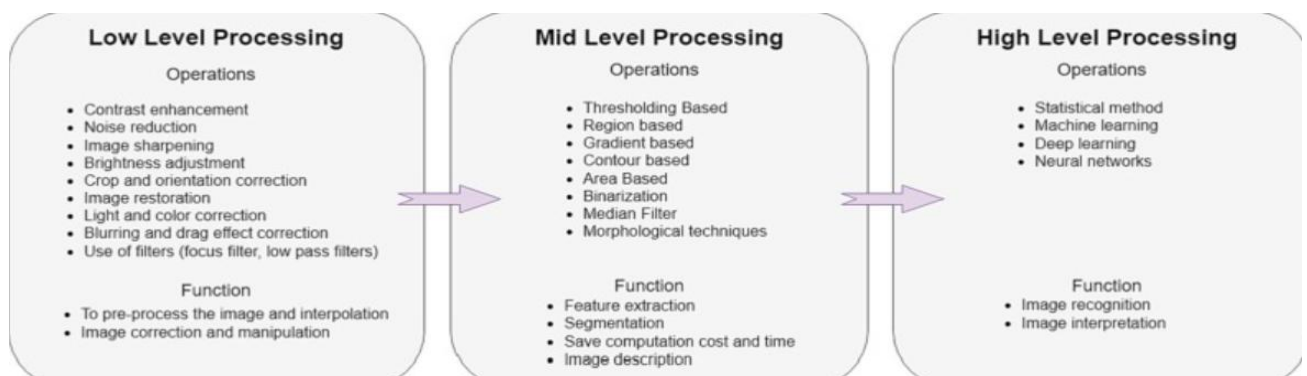 Low Level Processing
Operations
• Contrast enhancement
• Noise reduction
• Image sharpening
• Brightness adjustment
• Crop and orientation correction
• Image restoration
• Light and color correction
• Blurring and drag effect correction
• Use of filters (focus filter, low pass filters)
Function
• To pre-process the image and interpolation
• Image correction and manipulation
Mid Level Processing
Operations
• Thresholding Based
• Region based
• Gradient based
• Contour based
• Area Based
• Binarization
• Median Filter
• Morphological techniques
Function
• Feature extraction
• Segmentation
• Save computation cost and time
• Image description
High Level Processing
Operations
• Statistical method
• Machine learning
• Deep learning
• Neural networks
Function
• Image recognition
• Image interpretation